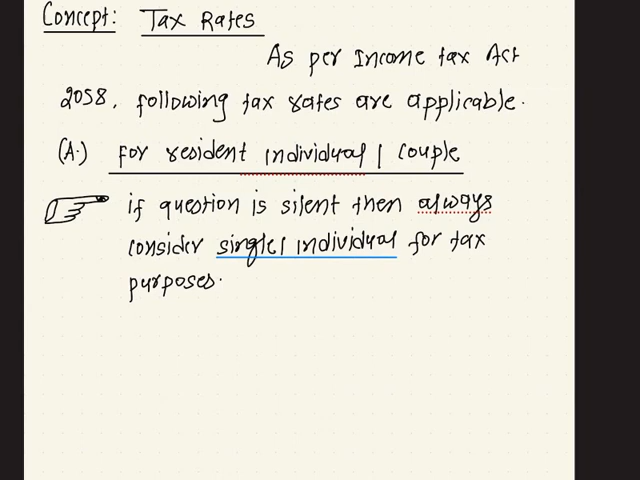 Concept: Tax Rates
As per Income tax Act
2058, following tax rates are applicable.
(A.) for resident individual / couple
if question is silent then always
consider single/individual for tax
purposes.